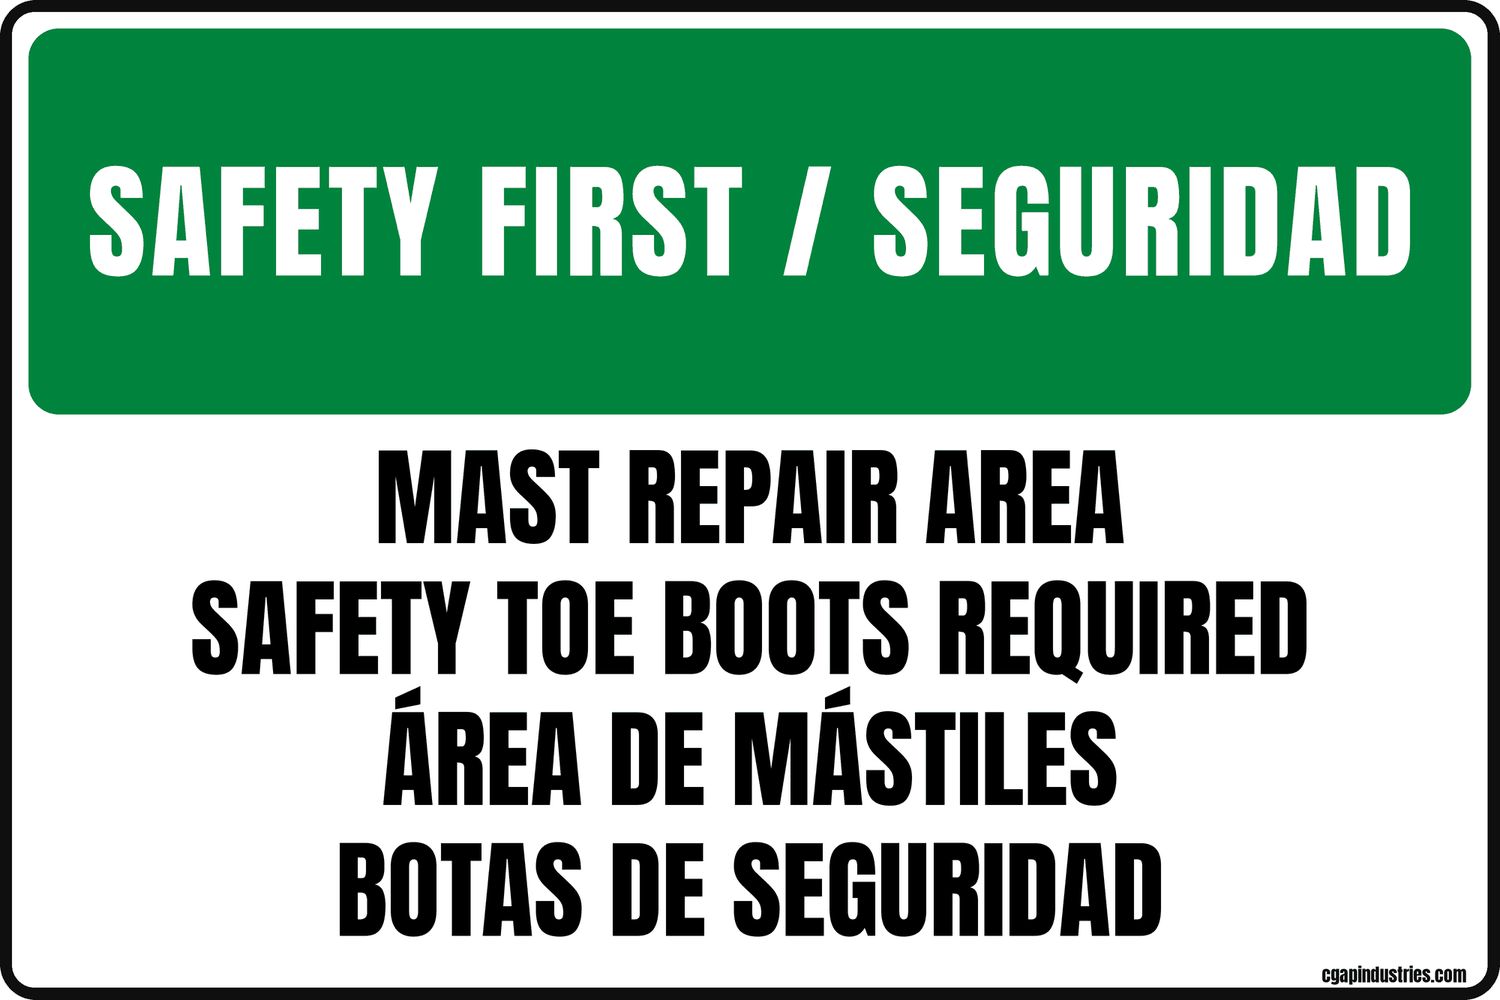 SAFETY FIRST / SEGURIDAD
MAST REPAIR AREA
SAFETY TOE BOOTS REQUIRED
ÁREA DE MÁSTILES
BOTAS DE SEGURIDAD
cgapindustries.com